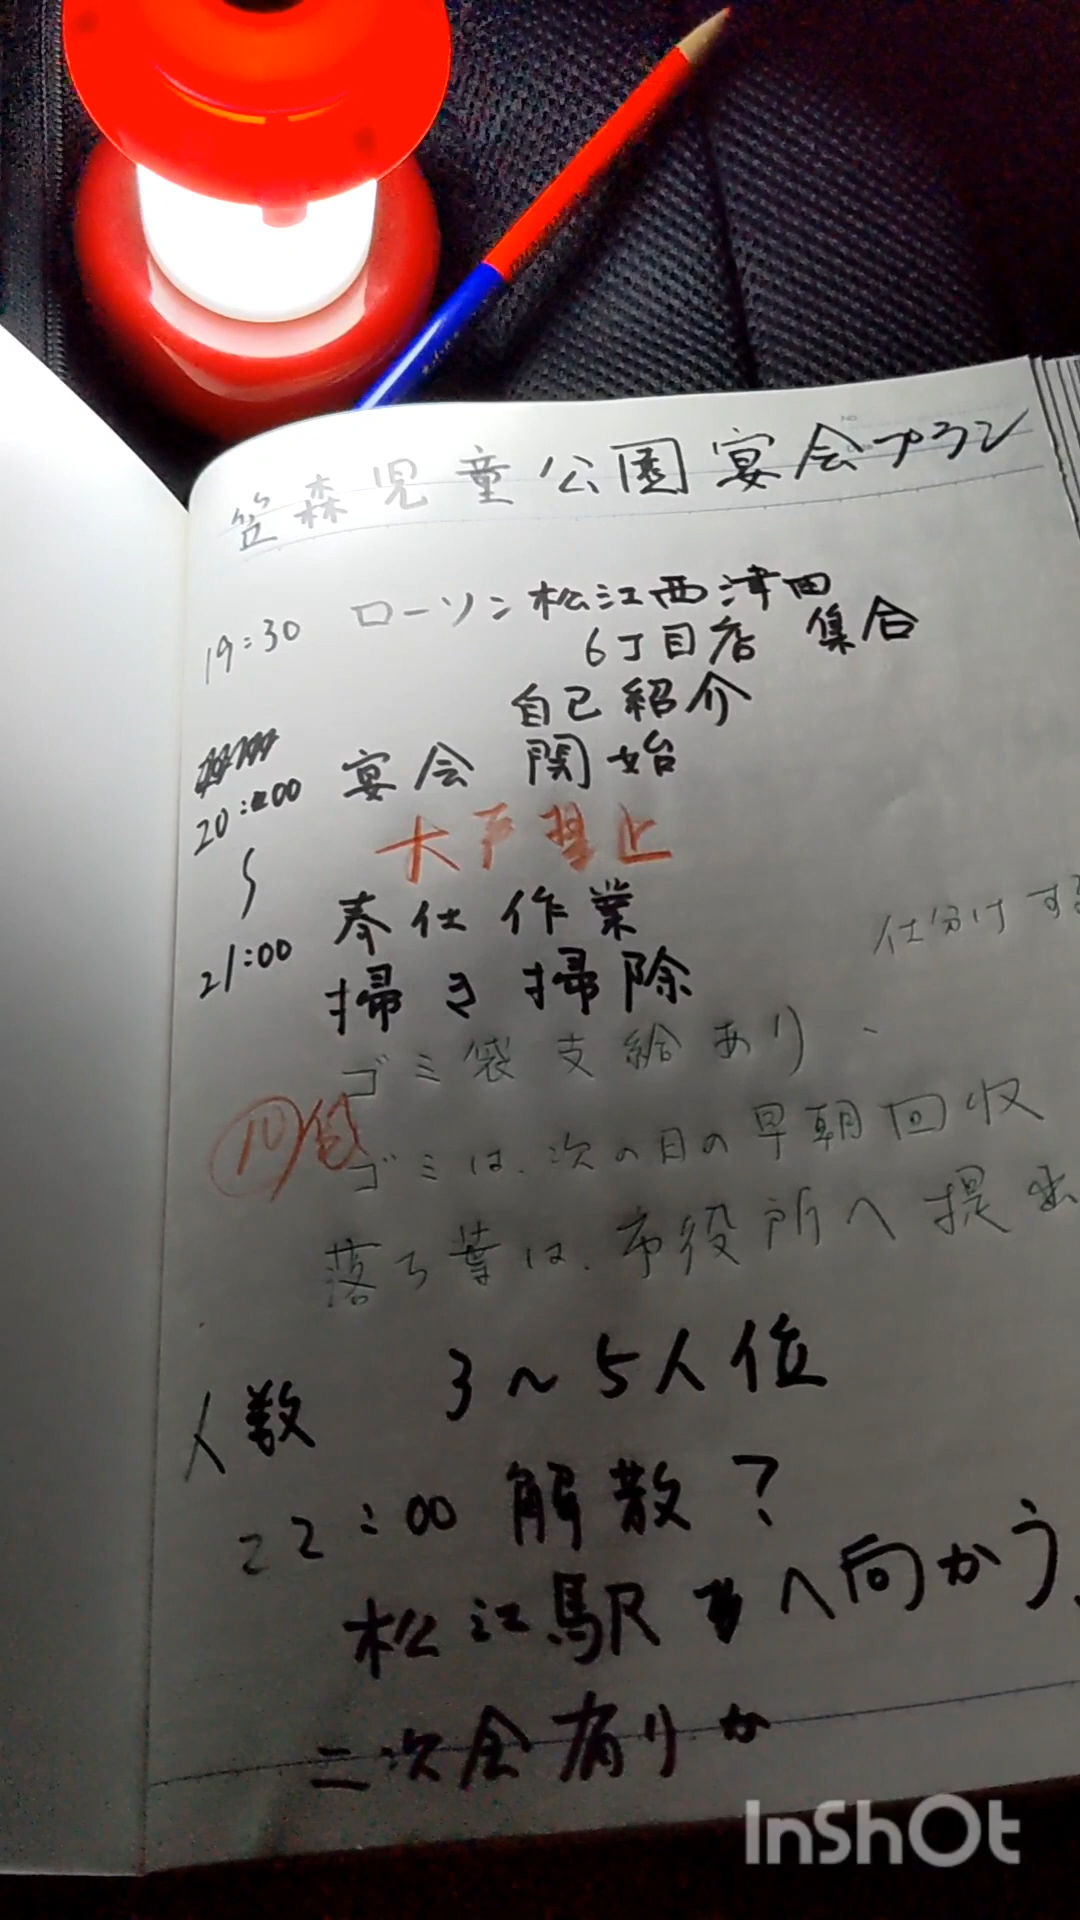 笠森児童公園宴会プラン
19:30 ローソン松江西津田
6丁目店 集合
自己紹介
20:00 宴会 開始
大声禁止
〜
21:00 奉仕作業
掃き掃除
仕分けする
ゴミ袋支給あり、
10/袋
ゴミは、次の日の早朝回収
落ち葉は、市役所へ提出
人数 3〜5人位
22:00 解散?
松江駅へ向かう、
二次会有りか
InShOt